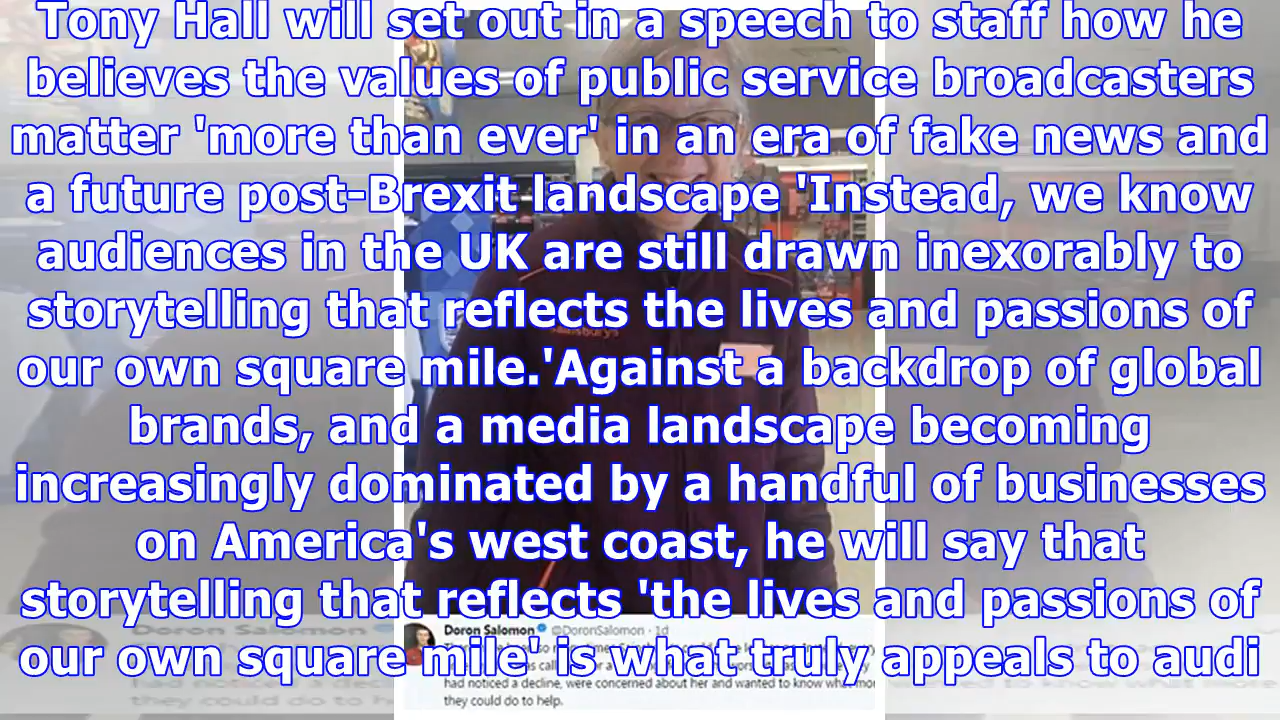 Tony Hall will set out in a speech to staff how he
believes the values of public service broadcasters
matter 'more than ever' in an era of fake news and
a future post-Brexit landscape 'Instead, we know
audiences in the UK are still drawn inexorably to
storytelling that reflects the lives and passions of
our own square mile.'Against a backdrop of global
brands, and a media landscape becoming
increasingly dominated by a handful of businesses
on America's west coast, he will say that
storytelling that reflects 'the lives and passions of
our own square mile' is what truly appeals to audi
Doron Salomon @DoronSalomon · 1d
had noticed a decline, were concerned about her and wanted to know what more
they could do to help.